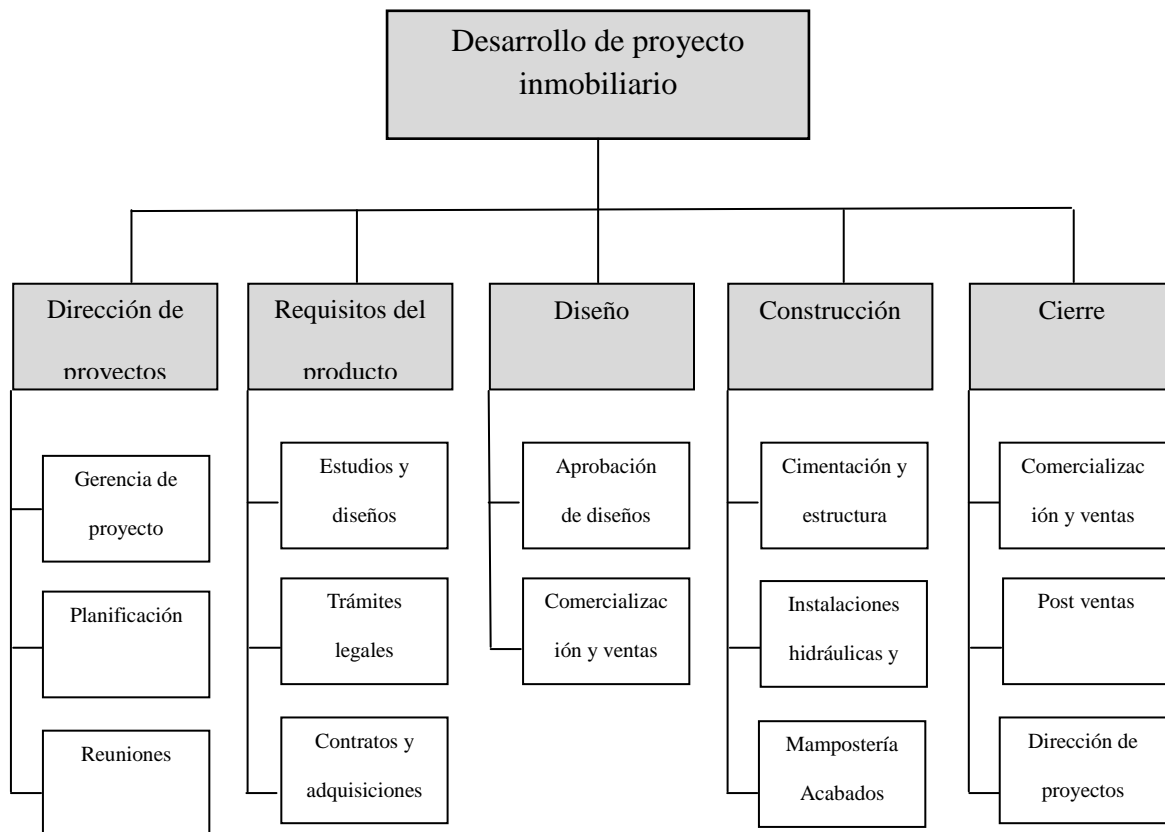 Desarrollo de proyecto
inmobiliario
Dirección de
proyectos
Requisitos del
producto
Diseño
Construcción
Cierre
Gerencia de
proyecto
Planificación
Reuniones
Estudios y
diseños
Trámites
legales
Contratos y
adquisiciones
Aprobación
de diseños
Comercializac
ión y ventas
Cimentación y
estructura
Instalaciones
hidráulicas y
Mampostería
Acabados
Comercializac
ión y ventas
Post ventas
Dirección de
proyectos